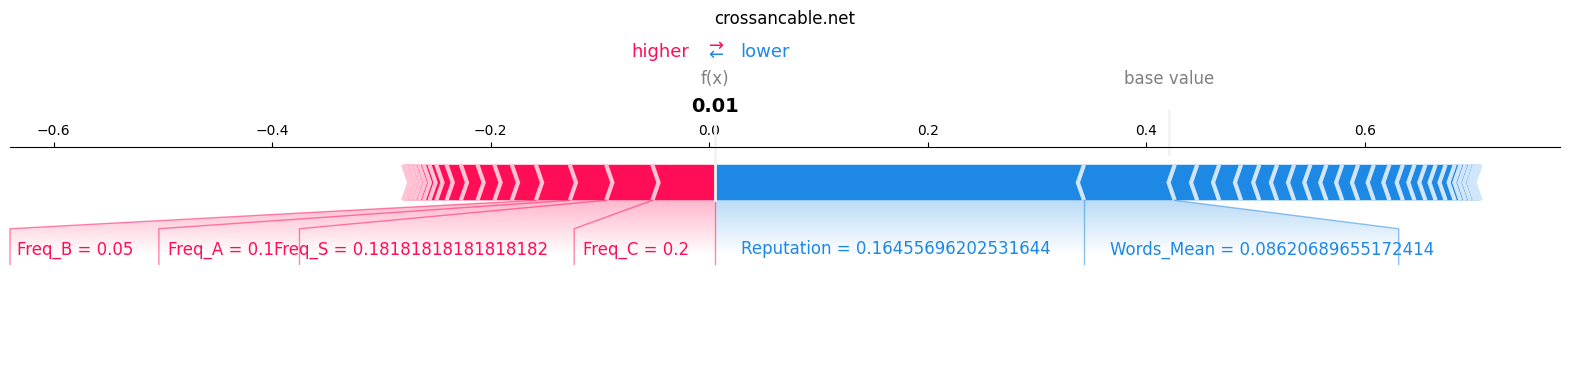 crossancable.net
higher ⇄ lower
f(x) base value
0.01
−0.6 −0.4 −0.2 0.0 0.2 0.4 0.6
Freq_B = 0.05 Freq_A = 0.1 Freq_S = 0.18181818181818182 Freq_C = 0.2 Reputation = 0.16455696202531644 Words_Mean = 0.08620689655172414